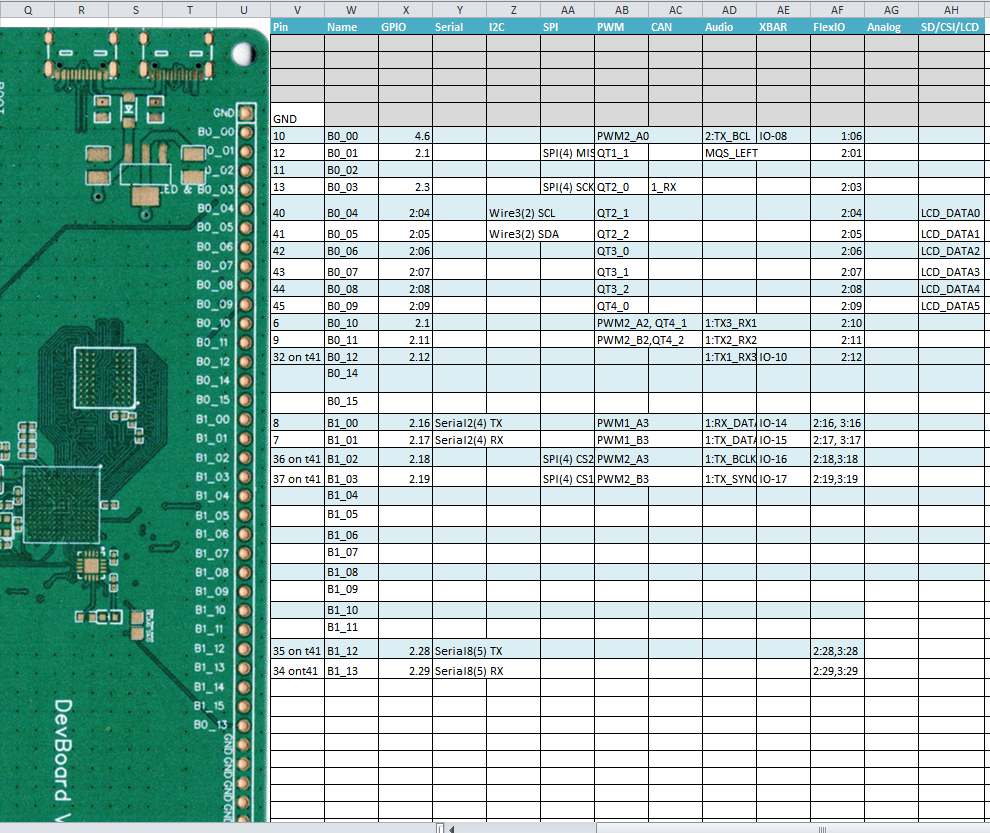 Q R S T U V W X Y Z AA AB AC AD AE AF AG AH
Pin Name GPIO Serial I2C SPI PWM CAN Audio XBAR FlexIO Analog SD/CSI/LCD
GND
10 B0_00 4.6 PWM2_A0 2:TX_BCL IO-08 1:06
12 B0_01 2.1 SPI(4) MIS QT1_1 MQS_LEFT 2:01
11 B0_02
13 B0_03 2.3 SPI(4) SCK QT2_0 1_RX 2:03
40 B0_04 2:04 Wire3(2) SCL QT2_1 2:04 LCD_DATA0
41 B0_05 2:05 Wire3(2) SDA QT2_2 2:05 LCD_DATA1
42 B0_06 2:06 QT3_0 2:06 LCD_DATA2
43 B0_07 2:07 QT3_1 2:07 LCD_DATA3
44 B0_08 2:08 QT3_2 2:08 LCD_DATA4
45 B0_09 2:09 QT4_0 2:09 LCD_DATA5
6 B0_10 2.1 PWM2_A2, QT4_1 1:TX3_RX1 2:10
9 B0_11 2.11 PWM2_B2,QT4_2 1:TX2_RX2 2:11
32 on t41 B0_12 2.12 1:TX1_RX3 IO-10 2:12
B0_14
B0_15
8 B1_00 2.16 Serial2(4) TX PWM1_A3 1:RX_DATA IO-14 2:16, 3:16
7 B1_01 2.17 Serial2(4) RX PWM1_B3 1:TX_DATA IO-15 2:17, 3:17
36 on t41 B1_02 2.18 SPI(4) CS2 PWM2_A3 1:TX_BCLK IO-16 2:18,3:18
37 on t41 B1_03 2.19 SPI(4) CS1 PWM2_B3 1:TX_SYNC IO-17 2:19,3:19
B1_04
B1_05
B1_06
B1_07
B1_08
B1_09
B1_10
B1_11
35 on t41 B1_12 2.28 Serial8(5) TX 2:28,3:28
34 ont41 B1_13 2.29 Serial8(5) RX 2:29,3:29
GND
B0_00
0_01
0_02
ED & B0_03
B0_04
B0_05
B0_06
B0_07
B0_08
B0_09
B0_10
B0_11
B0_12
B0_14
B0_15
B1_00
B1_01
B1_02
B1_03
B1_04
B1_05
B1_06
B1_07
B1_08
B1_09
B1_10
B1_11
B1_12
B1_13
B1_14
B1_15
B0_13
GND GND GND GND GN
DevBoard V